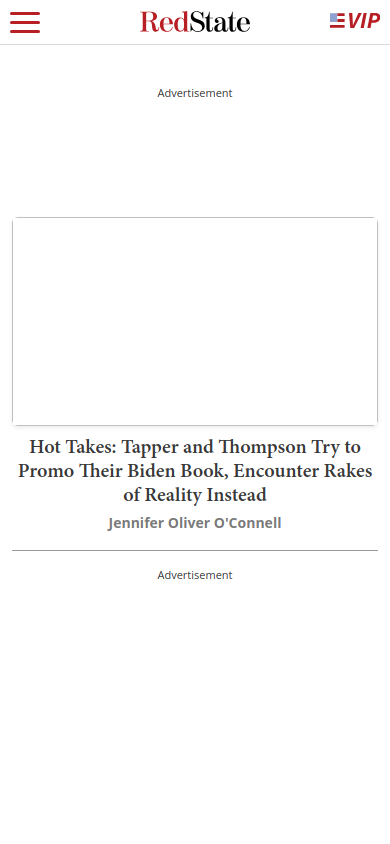 RedState
VIP
Advertisement
Hot Takes: Tapper and Thompson Try to
Promo Their Biden Book, Encounter Rakes
of Reality Instead
Jennifer Oliver O'Connell
Advertisement